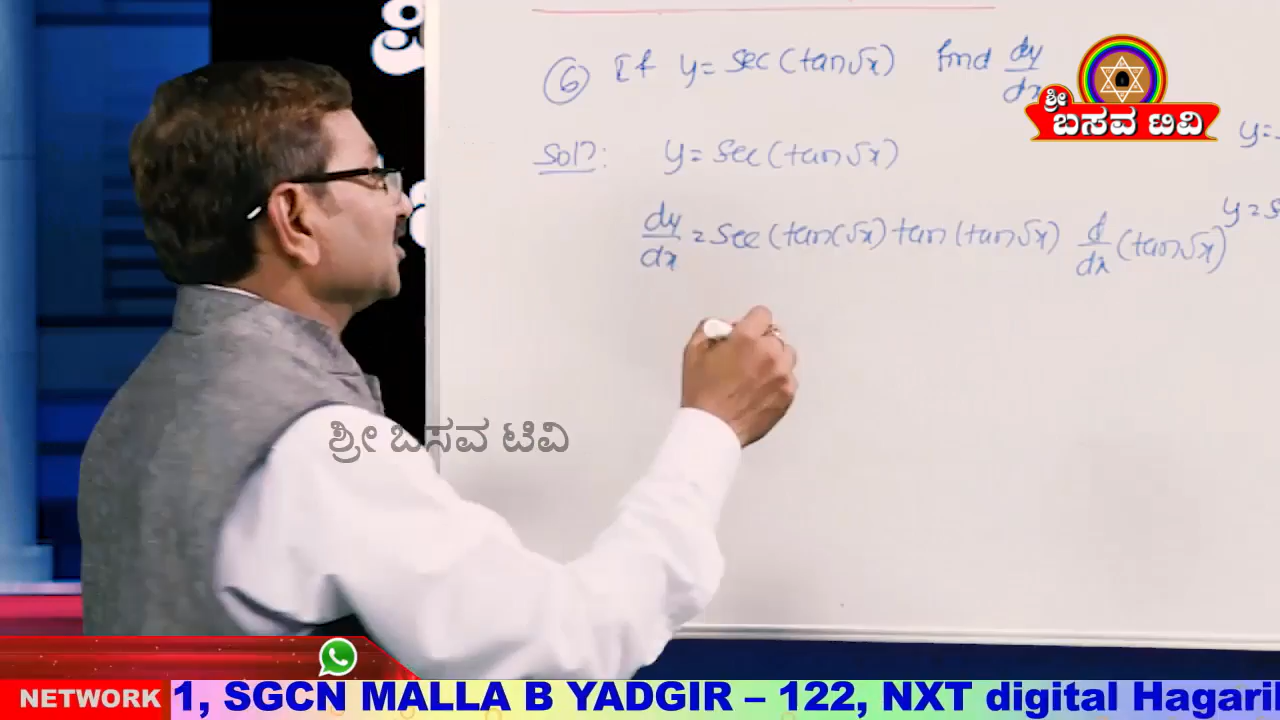 ⑥ If y = sec(tan√x) find dy/dx
ಶ್ರೀ
ಬಸವ ಟಿವಿ
y =
Solⁿ: y = sec(tan√x)
y = s
dy/dx = sec(tan(√x) tan(tan√x) d/dx (tan√x)
ಶ್ರೀ ಬಸವ ಟಿವಿ
NETWORK 1, SGCN MALLA B YADGIR – 122, NXT digital Hagaril